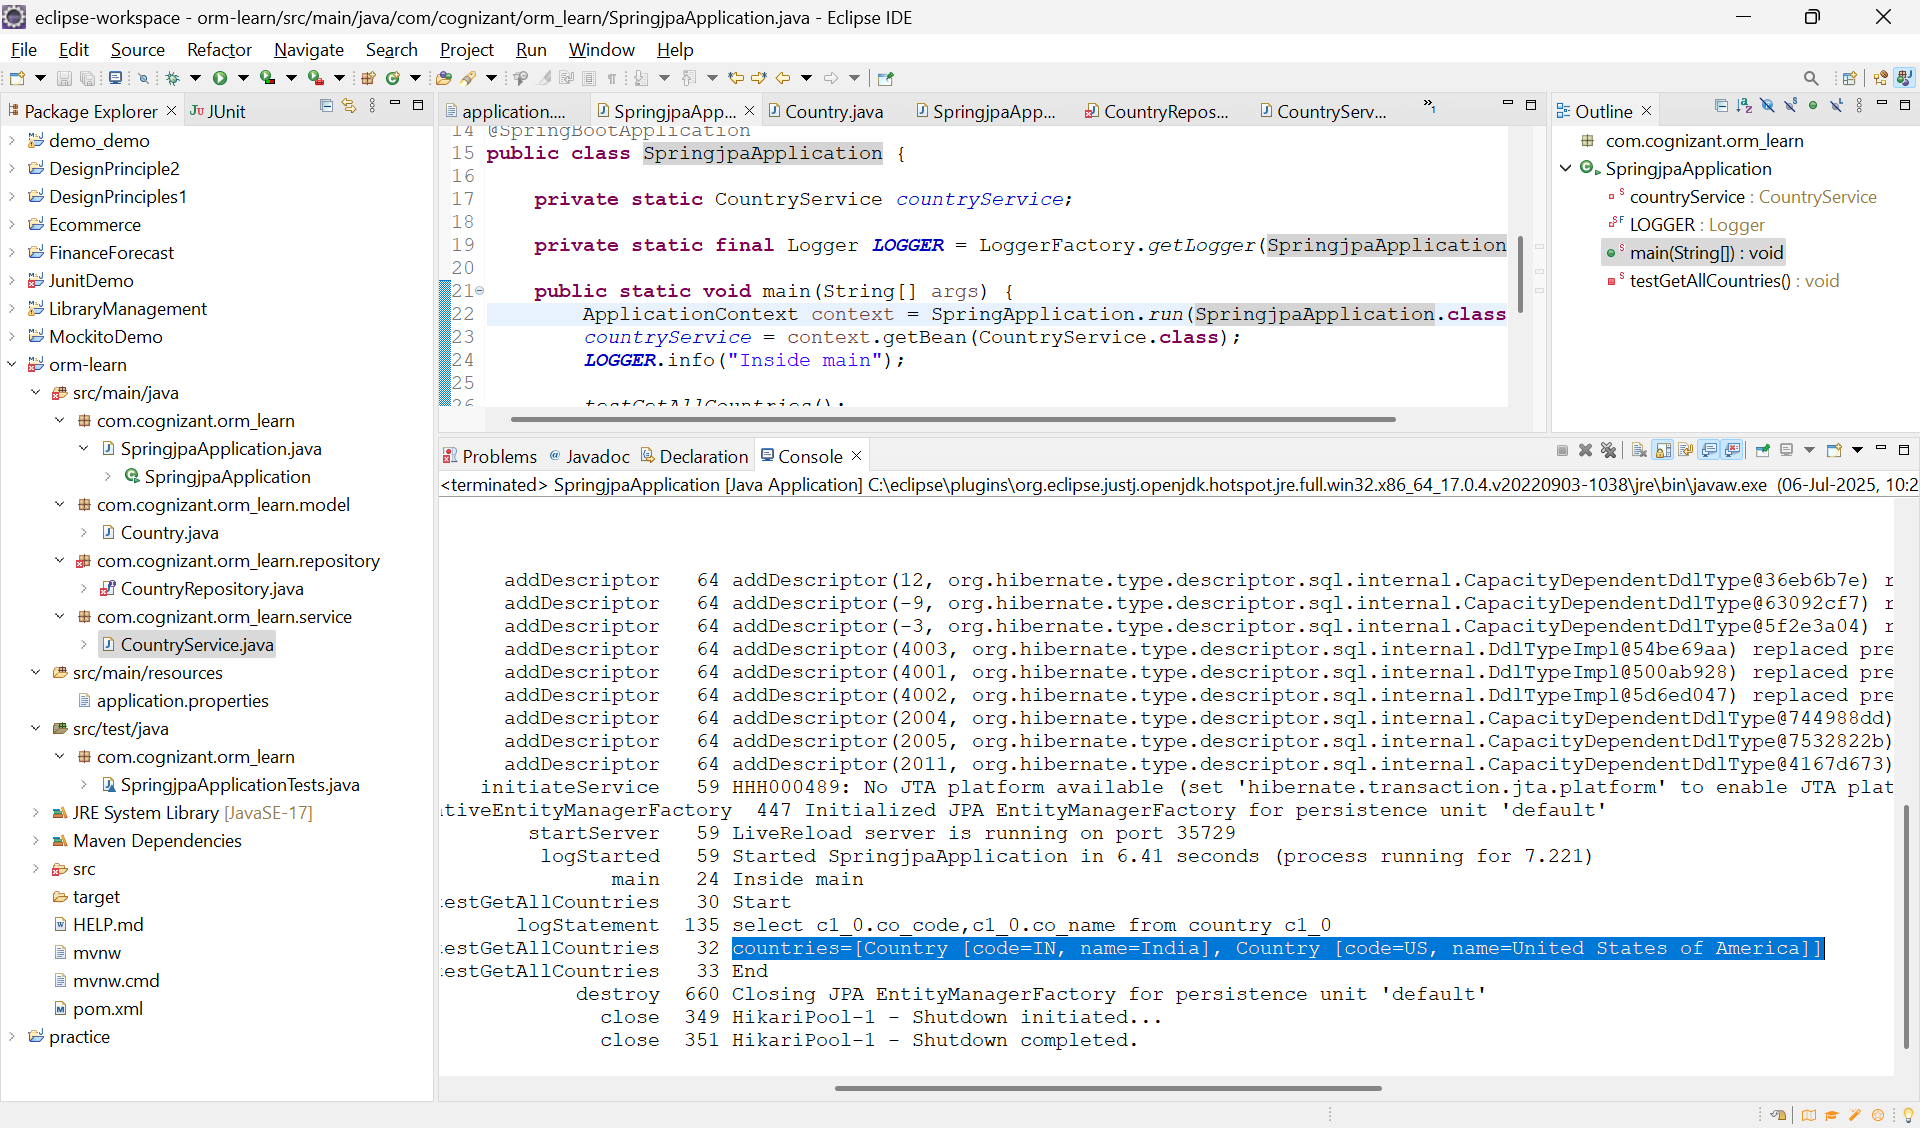 eclipse-workspace - orm-learn/src/main/java/com/cognizant/orm_learn/SpringjpaApplication.java - Eclipse IDE
File Edit Source Refactor Navigate Search Project Run Window Help
Package Explorer
JUnit
demo_demo
DesignPrinciple2
DesignPrinciples1
Ecommerce
FinanceForecast
JunitDemo
LibraryManagement
MockitoDemo
orm-learn
src/main/java
com.cognizant.orm_learn
SpringjpaApplication.java
SpringjpaApplication
com.cognizant.orm_learn.model
Country.java
com.cognizant.orm_learn.repository
CountryRepository.java
com.cognizant.orm_learn.service
CountryService.java
src/main/resources
application.properties
src/test/java
com.cognizant.orm_learn
SpringjpaApplicationTests.java
JRE System Library [JavaSE-17]
Maven Dependencies
src
target
HELP.md
mvnw
mvnw.cmd
pom.xml
practice
application.... SpringjpaApp... Country.java SpringjpaApp... CountryRepos... CountryServ... »1
14 @SpringBootApplication
15 public class SpringjpaApplication {
16
17 private static CountryService countryService;
18
19 private static final Logger LOGGER = LoggerFactory.getLogger(SpringjpaApplication
20
21 public static void main(String[] args) {
22 ApplicationContext context = SpringApplication.run(SpringjpaApplication.class
23 countryService = context.getBean(CountryService.class);
24 LOGGER.info("Inside main");
25
26 testGetAllCountries();
Outline
com.cognizant.orm_learn
SpringjpaApplication
countryService : CountryService
LOGGER : Logger
main(String[]) : void
testGetAllCountries() : void
Problems Javadoc Declaration Console
<terminated> SpringjpaApplication [Java Application] C:\eclipse\plugins\org.eclipse.justj.openjdk.hotspot.jre.full.win32.x86_64_17.0.4.v20220903-1038\jre\bin\javaw.exe (06-Jul-2025, 10:2
addDescriptor 64 addDescriptor(12, org.hibernate.type.descriptor.sql.internal.CapacityDependentDdlType@36eb6b7e) r
addDescriptor 64 addDescriptor(-9, org.hibernate.type.descriptor.sql.internal.CapacityDependentDdlType@63092cf7) r
addDescriptor 64 addDescriptor(-3, org.hibernate.type.descriptor.sql.internal.CapacityDependentDdlType@5f2e3a04) r
addDescriptor 64 addDescriptor(4003, org.hibernate.type.descriptor.sql.internal.DdlTypeImpl@54be69aa) replaced pre
addDescriptor 64 addDescriptor(4001, org.hibernate.type.descriptor.sql.internal.DdlTypeImpl@500ab928) replaced pre
addDescriptor 64 addDescriptor(4002, org.hibernate.type.descriptor.sql.internal.DdlTypeImpl@5d6ed047) replaced pre
addDescriptor 64 addDescriptor(2004, org.hibernate.type.descriptor.sql.internal.CapacityDependentDdlType@744988dd)
addDescriptor 64 addDescriptor(2005, org.hibernate.type.descriptor.sql.internal.CapacityDependentDdlType@7532822b)
addDescriptor 64 addDescriptor(2011, org.hibernate.type.descriptor.sql.internal.CapacityDependentDdlType@4167d673)
initiateService 59 HHH000489: No JTA platform available (set 'hibernate.transaction.jta.platform' to enable JTA plat
tiveEntityManagerFactory 447 Initialized JPA EntityManagerFactory for persistence unit 'default'
startServer 59 LiveReload server is running on port 35729
logStarted 59 Started SpringjpaApplication in 6.41 seconds (process running for 7.221)
main 24 Inside main
estGetAllCountries 30 Start
logStatement 135 select c1_0.co_code,c1_0.co_name from country c1_0
estGetAllCountries 32 countries=[Country [code=IN, name=India], Country [code=US, name=United States of America]]
estGetAllCountries 33 End
destroy 660 Closing JPA EntityManagerFactory for persistence unit 'default'
close 349 HikariPool-1 - Shutdown initiated...
close 351 HikariPool-1 - Shutdown completed.